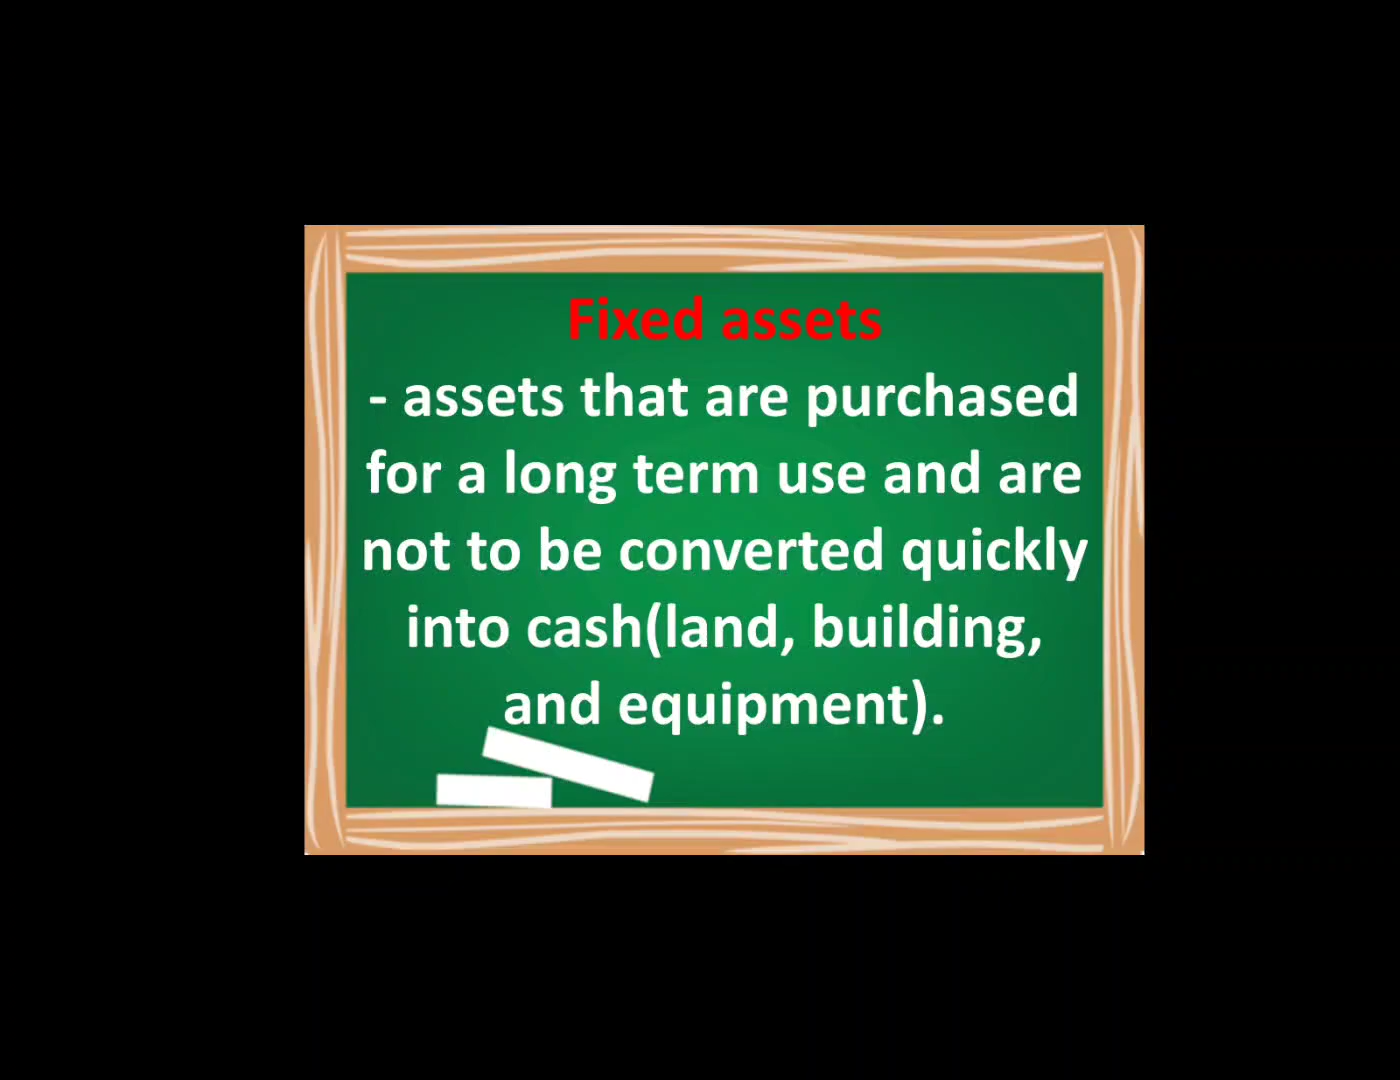 Fixed assets
- assets that are purchased
for a long term use and are
not to be converted quickly
into cash(land, building,
and equipment).